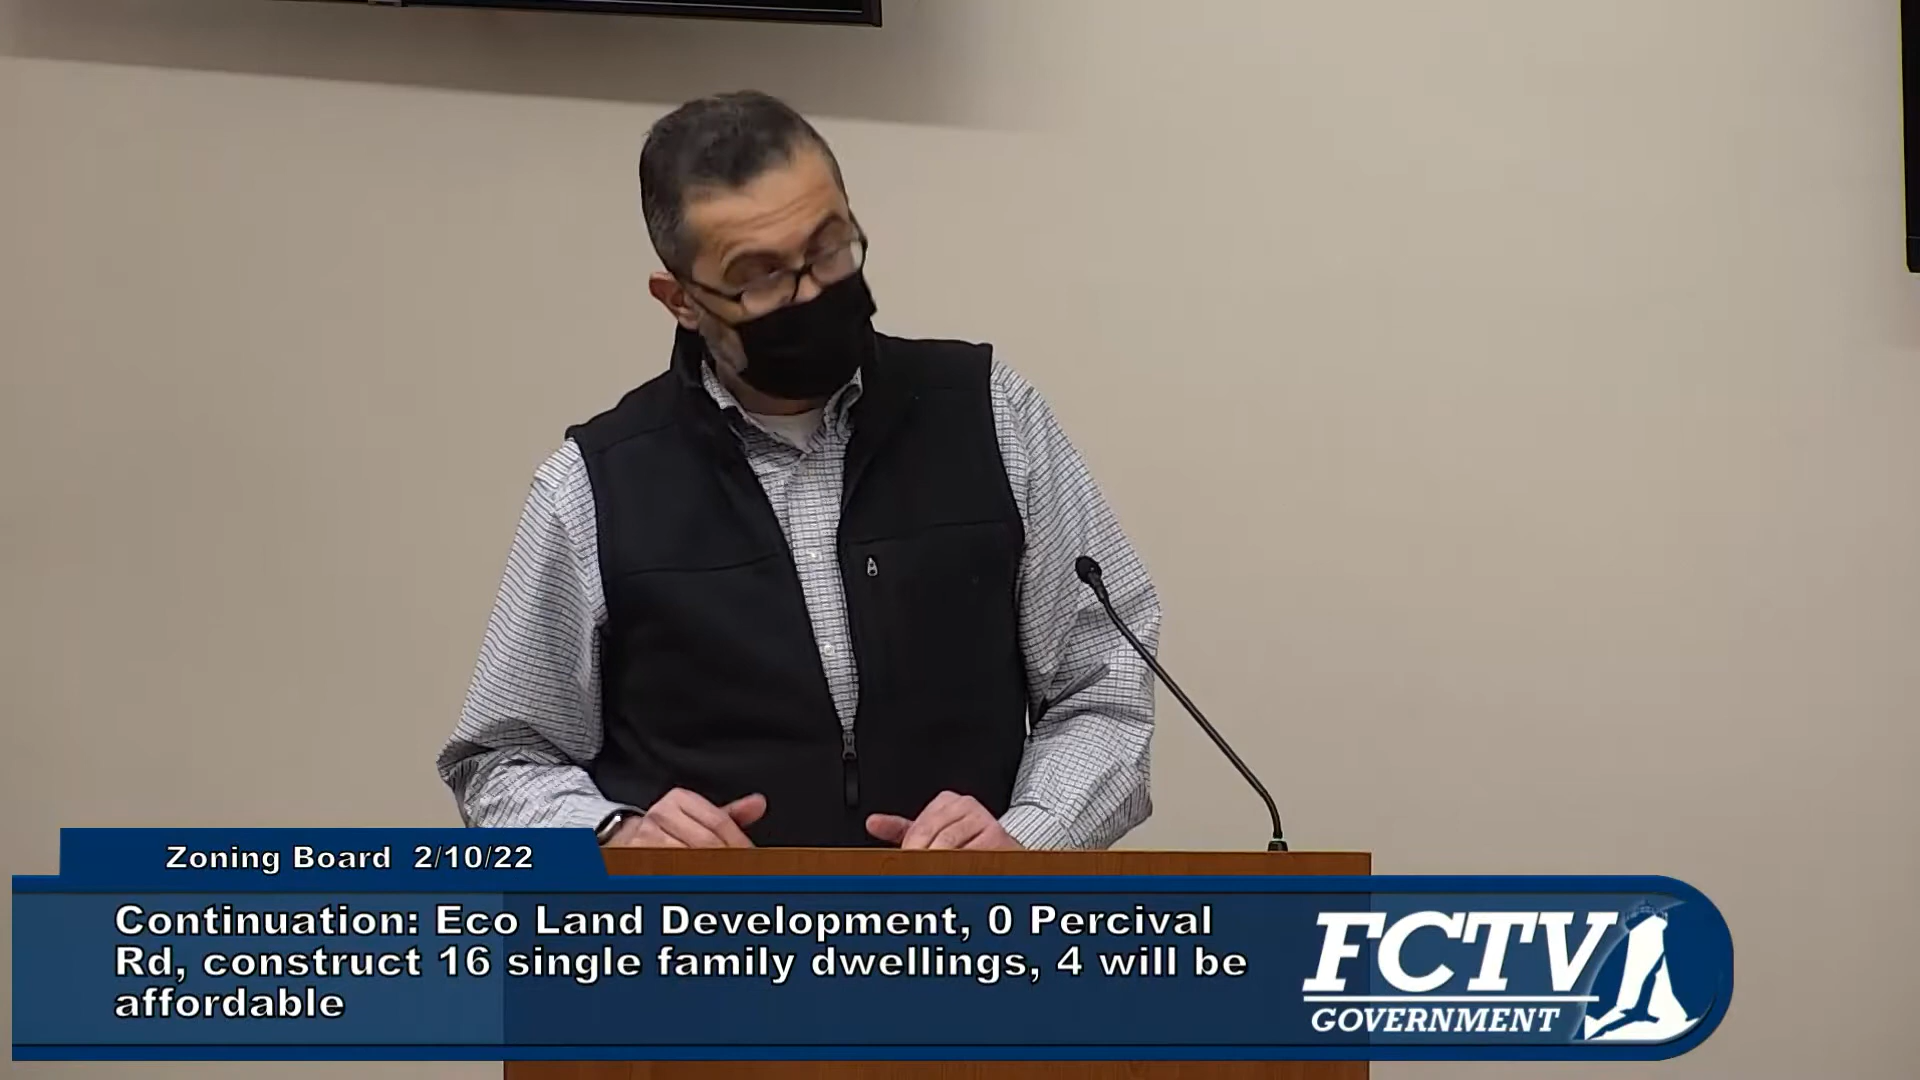 Zoning Board 2/10/22
Continuation: Eco Land Development, 0 Percival
Rd, construct 16 single family dwellings, 4 will be
affordable
FCTV
GOVERNMENT